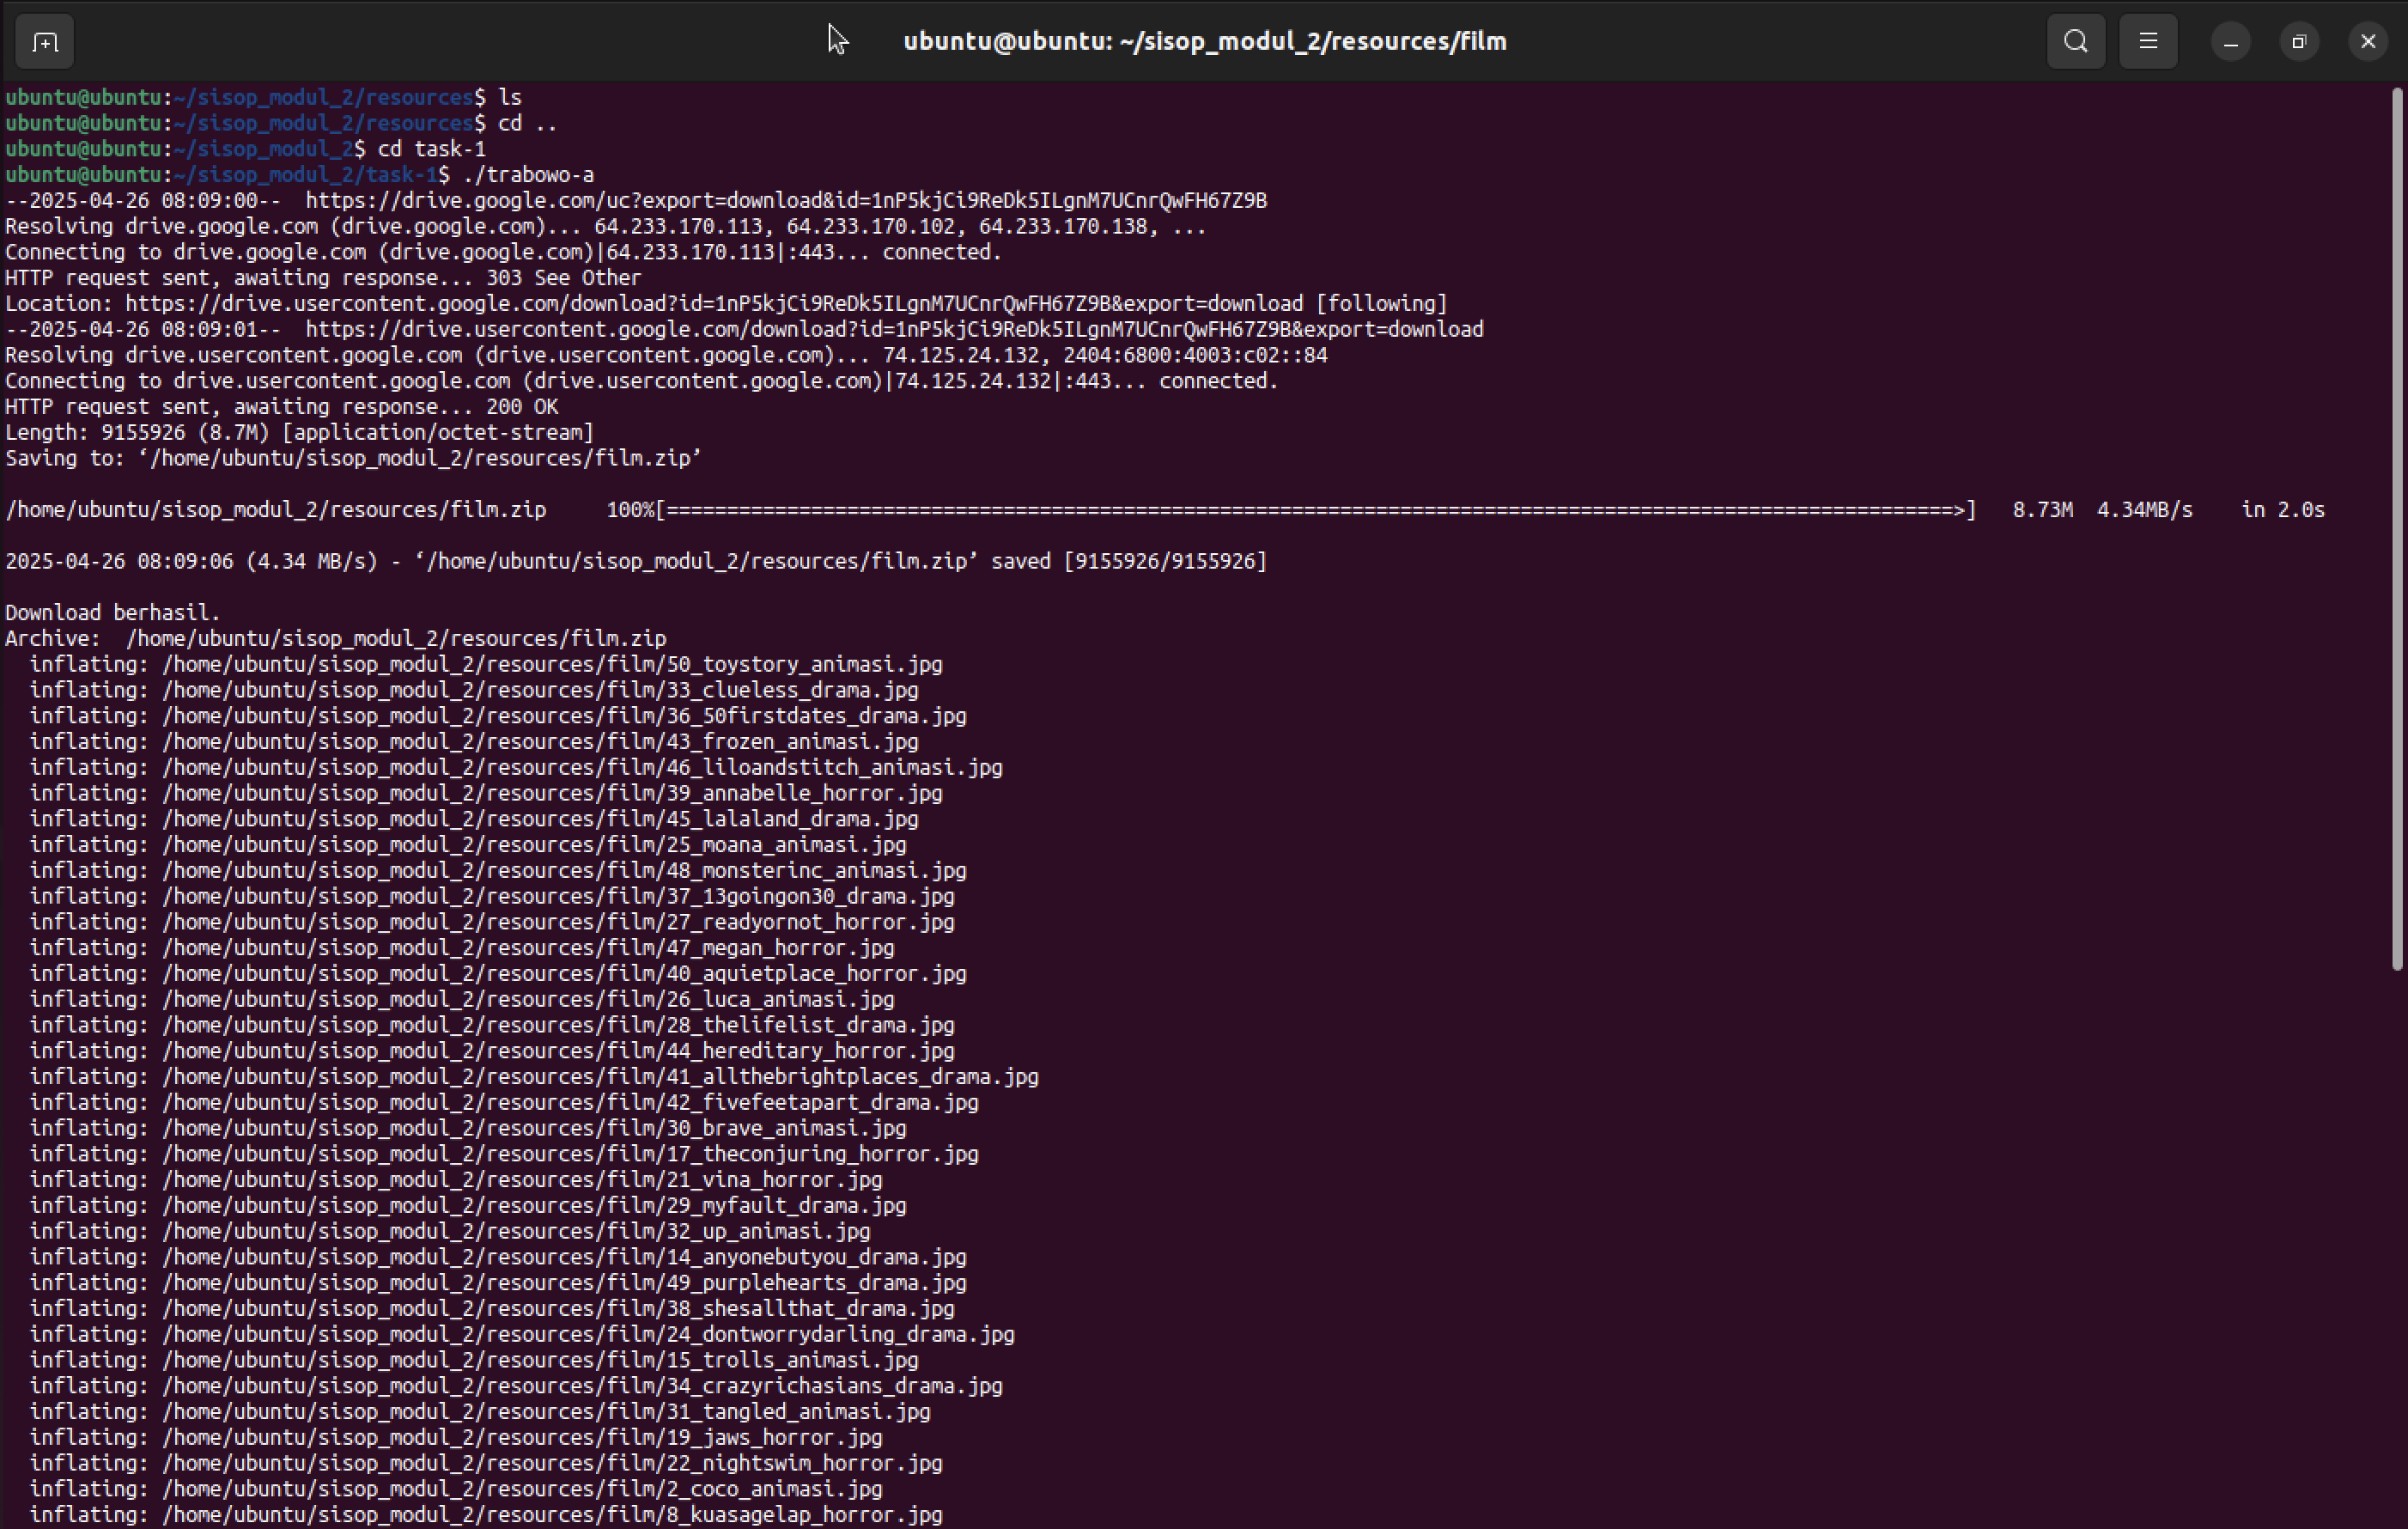 ubuntu@ubuntu: ~/sisop_modul_2/resources/film
ubuntu@ubuntu:~/sisop_modul_2/resources$ ls
ubuntu@ubuntu:~/sisop_modul_2/resources$ cd ..
ubuntu@ubuntu:~/sisop_modul_2$ cd task-1
ubuntu@ubuntu:~/sisop_modul_2/task-1$ ./trabowo-a
--2025-04-26 08:09:00--  https://drive.google.com/uc?export=download&id=1nP5kjCi9ReDk5ILgnM7UCnrQwFH67Z9B
Resolving drive.google.com (drive.google.com)... 64.233.170.113, 64.233.170.102, 64.233.170.138, ...
Connecting to drive.google.com (drive.google.com)|64.233.170.113|:443... connected.
HTTP request sent, awaiting response... 303 See Other
Location: https://drive.usercontent.google.com/download?id=1nP5kjCi9ReDk5ILgnM7UCnrQwFH67Z9B&export=download [following]
--2025-04-26 08:09:01--  https://drive.usercontent.google.com/download?id=1nP5kjCi9ReDk5ILgnM7UCnrQwFH67Z9B&export=download
Resolving drive.usercontent.google.com (drive.usercontent.google.com)... 74.125.24.132, 2404:6800:4003:c02::84
Connecting to drive.usercontent.google.com (drive.usercontent.google.com)|74.125.24.132|:443... connected.
HTTP request sent, awaiting response... 200 OK
Length: 9155926 (8.7M) [application/octet-stream]
Saving to: ‘/home/ubuntu/sisop_modul_2/resources/film.zip’
/home/ubuntu/sisop_modul_2/resources/film.zip     100%[===========================================================================================================>]   8.73M  4.34MB/s    in 2.0s
2025-04-26 08:09:06 (4.34 MB/s) - ‘/home/ubuntu/sisop_modul_2/resources/film.zip’ saved [9155926/9155926]
Download berhasil.
Archive:  /home/ubuntu/sisop_modul_2/resources/film.zip
  inflating: /home/ubuntu/sisop_modul_2/resources/film/50_toystory_animasi.jpg
  inflating: /home/ubuntu/sisop_modul_2/resources/film/33_clueless_drama.jpg
  inflating: /home/ubuntu/sisop_modul_2/resources/film/36_50firstdates_drama.jpg
  inflating: /home/ubuntu/sisop_modul_2/resources/film/43_frozen_animasi.jpg
  inflating: /home/ubuntu/sisop_modul_2/resources/film/46_liloandstitch_animasi.jpg
  inflating: /home/ubuntu/sisop_modul_2/resources/film/39_annabelle_horror.jpg
  inflating: /home/ubuntu/sisop_modul_2/resources/film/45_lalaland_drama.jpg
  inflating: /home/ubuntu/sisop_modul_2/resources/film/25_moana_animasi.jpg
  inflating: /home/ubuntu/sisop_modul_2/resources/film/48_monsterinc_animasi.jpg
  inflating: /home/ubuntu/sisop_modul_2/resources/film/37_13goingon30_drama.jpg
  inflating: /home/ubuntu/sisop_modul_2/resources/film/27_readyornot_horror.jpg
  inflating: /home/ubuntu/sisop_modul_2/resources/film/47_megan_horror.jpg
  inflating: /home/ubuntu/sisop_modul_2/resources/film/40_aquietplace_horror.jpg
  inflating: /home/ubuntu/sisop_modul_2/resources/film/26_luca_animasi.jpg
  inflating: /home/ubuntu/sisop_modul_2/resources/film/28_thelifelist_drama.jpg
  inflating: /home/ubuntu/sisop_modul_2/resources/film/44_hereditary_horror.jpg
  inflating: /home/ubuntu/sisop_modul_2/resources/film/41_allthebrightplaces_drama.jpg
  inflating: /home/ubuntu/sisop_modul_2/resources/film/42_fivefeetapart_drama.jpg
  inflating: /home/ubuntu/sisop_modul_2/resources/film/30_brave_animasi.jpg
  inflating: /home/ubuntu/sisop_modul_2/resources/film/17_theconjuring_horror.jpg
  inflating: /home/ubuntu/sisop_modul_2/resources/film/21_vina_horror.jpg
  inflating: /home/ubuntu/sisop_modul_2/resources/film/29_myfault_drama.jpg
  inflating: /home/ubuntu/sisop_modul_2/resources/film/32_up_animasi.jpg
  inflating: /home/ubuntu/sisop_modul_2/resources/film/14_anyonebutyou_drama.jpg
  inflating: /home/ubuntu/sisop_modul_2/resources/film/49_purplehearts_drama.jpg
  inflating: /home/ubuntu/sisop_modul_2/resources/film/38_shesallthat_drama.jpg
  inflating: /home/ubuntu/sisop_modul_2/resources/film/24_dontworrydarling_drama.jpg
  inflating: /home/ubuntu/sisop_modul_2/resources/film/15_trolls_animasi.jpg
  inflating: /home/ubuntu/sisop_modul_2/resources/film/34_crazyrichasians_drama.jpg
  inflating: /home/ubuntu/sisop_modul_2/resources/film/31_tangled_animasi.jpg
  inflating: /home/ubuntu/sisop_modul_2/resources/film/19_jaws_horror.jpg
  inflating: /home/ubuntu/sisop_modul_2/resources/film/22_nightswim_horror.jpg
  inflating: /home/ubuntu/sisop_modul_2/resources/film/2_coco_animasi.jpg
  inflating: /home/ubuntu/sisop_modul_2/resources/film/8_kuasagelap_horror.jpg